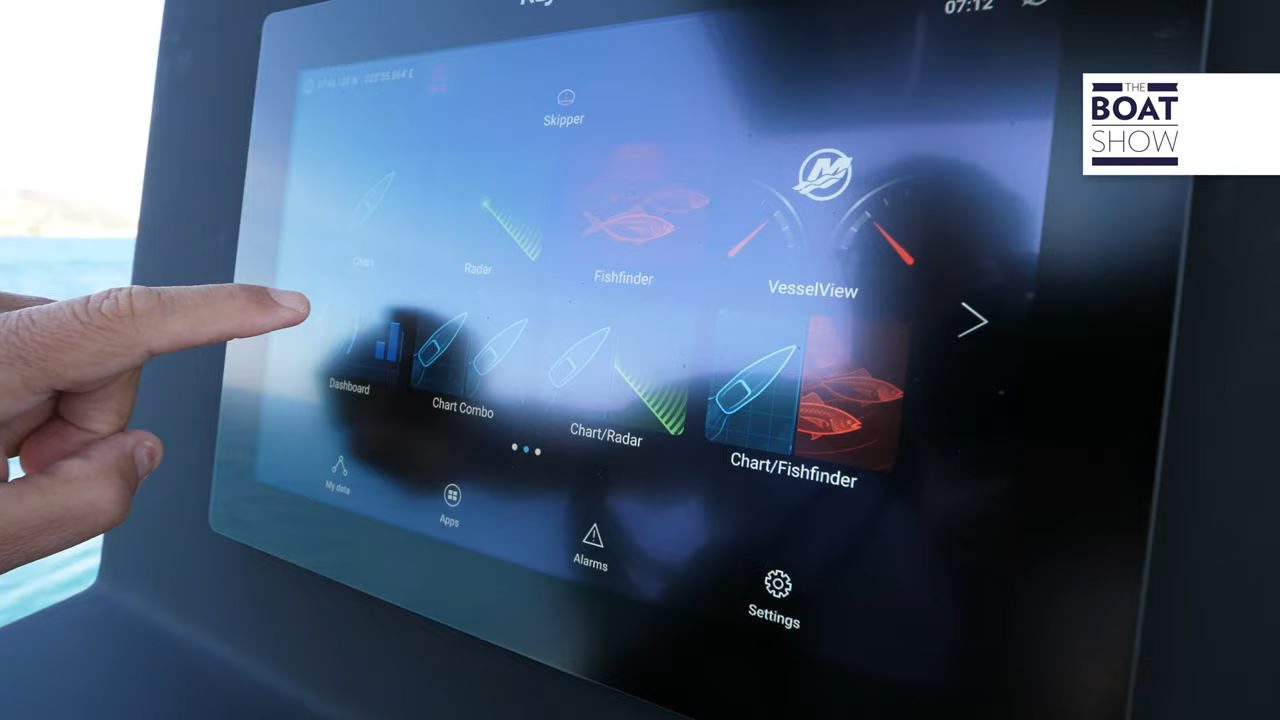 07:12
THE
BOAT
SHOW
Skipper
Chart
Radar
Fishfinder
VesselView
Dashboard
Chart Combo
Chart/Radar
Chart/Fishfinder
My data
Apps
Alarms
Settings